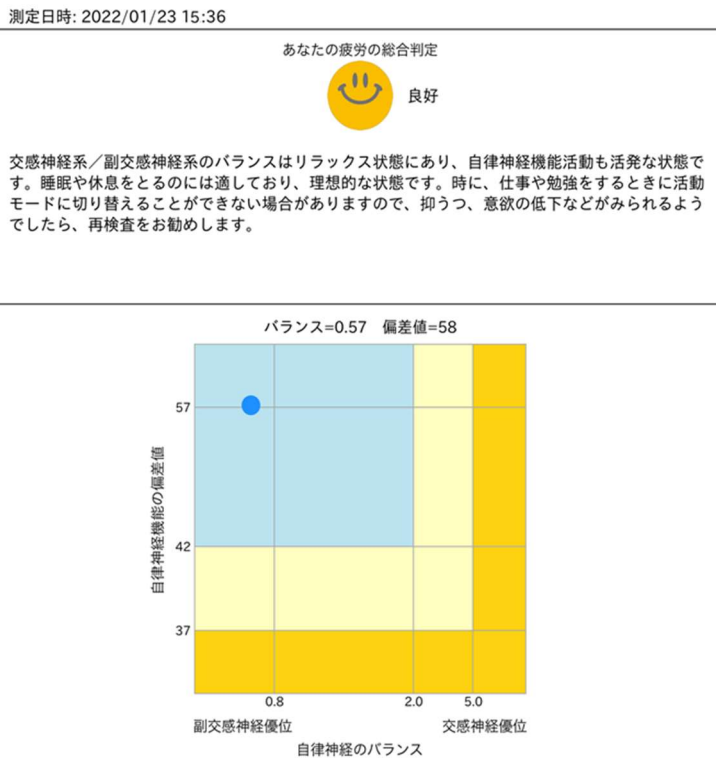 測定日時: 2022/01/23 15:36
あなたの疲労の総合判定
良好
交感神経系／副交感神経系のバランスはリラックス状態にあり、自律神経機能活動も活発な状態で
す。睡眠や休息をとるのには適しており、理想的な状態です。時に、仕事や勉強をするときに活動
モードに切り替えることができない場合がありますので、抑うつ、意欲の低下などがみられるよう
でしたら、再検査をお勧めします。
バランス=0.57　偏差値=58
自律神経機能の偏差値
57
42
37
0.8 2.0 5.0
副交感神経優位 交感神経優位
自律神経のバランス